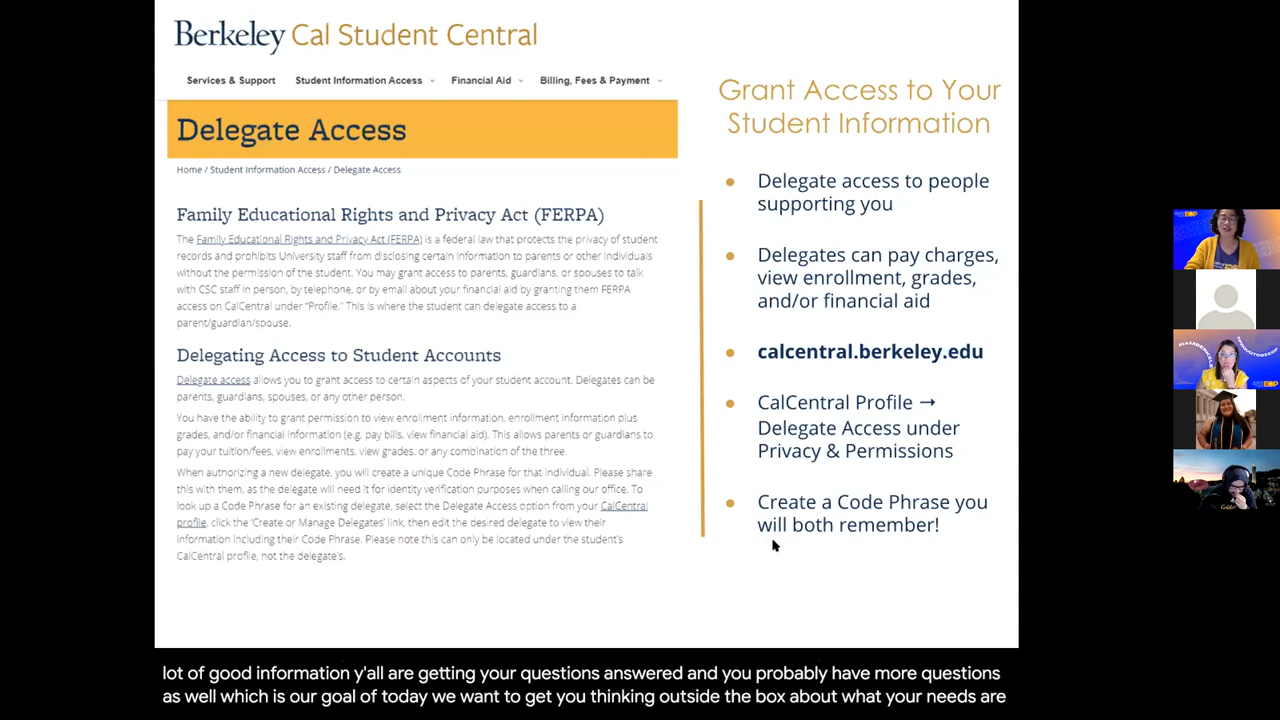 Berkeley Cal Student Central
Services & Support Student Information Access Financial Aid Billing, Fees & Payment
Delegate Access
Home / Student Information Access / Delegate Access
Family Educational Rights and Privacy Act (FERPA)
The Family Educational Rights and Privacy Act (FERPA) is a federal law that protects the privacy of student
records and prohibits University staff from disclosing certain information to parents or other individuals
without the permission of the student. You may grant access to parents, guardians, or spouses to talk
with CSC staff in person, by telephone, or by email about your financial aid by granting them FERPA
access on CalCentral under “Profile.” This is where the student can delegate access to a
parent/guardian/spouse.
Delegating Access to Student Accounts
Delegate access allows you to grant access to certain aspects of your student account. Delegates can be
parents, guardians, spouses, or any other person.
You have the ability to grant permission to view enrollment information, enrollment information plus
grades, and/or financial information (e.g. pay bills, view financial aid). This allows parents or guardians to
pay your tuition/fees, view enrollments, view grades, or any combination of the three.
When authorizing a new delegate, you will create a unique Code Phrase for that individual. Please share
this with them, as the delegate will need it for identity verification purposes when calling our office. To
look up a Code Phrase for an existing delegate, select the Delegate Access option from your CalCentral
profile, click the ‘Create or Manage Delegates’ link, then edit the desired delegate to view their
information including their Code Phrase. Please note this can only be located under the student’s
CalCentral profile, not the delegate’s.
Grant Access to Your
Student Information
● Delegate access to people
supporting you
● Delegates can pay charges,
view enrollment, grades,
and/or financial aid
● calcentral.berkeley.edu
● CalCentral Profile →
Delegate Access under
Privacy & Permissions
● Create a Code Phrase you
will both remember!
EOP
EOP
lot of good information y'all are getting your questions answered and you probably have more questions
as well which is our goal of today we want to get you thinking outside the box about what your needs are